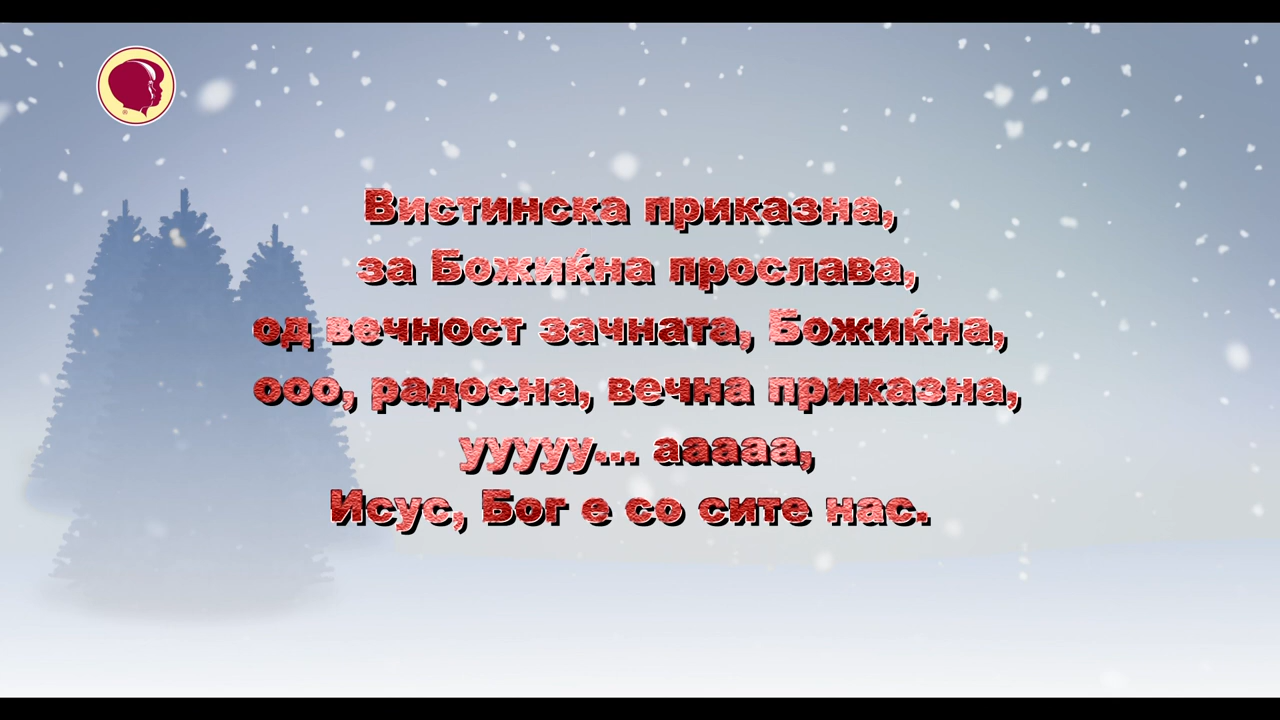 Вистинска приказна,
за Божиќна прослава,
од вечност зачната, Божиќна,
ооо, радосна, вечна приказна,
ууууу... ааааа,
Исус, Бог е со сите нас.